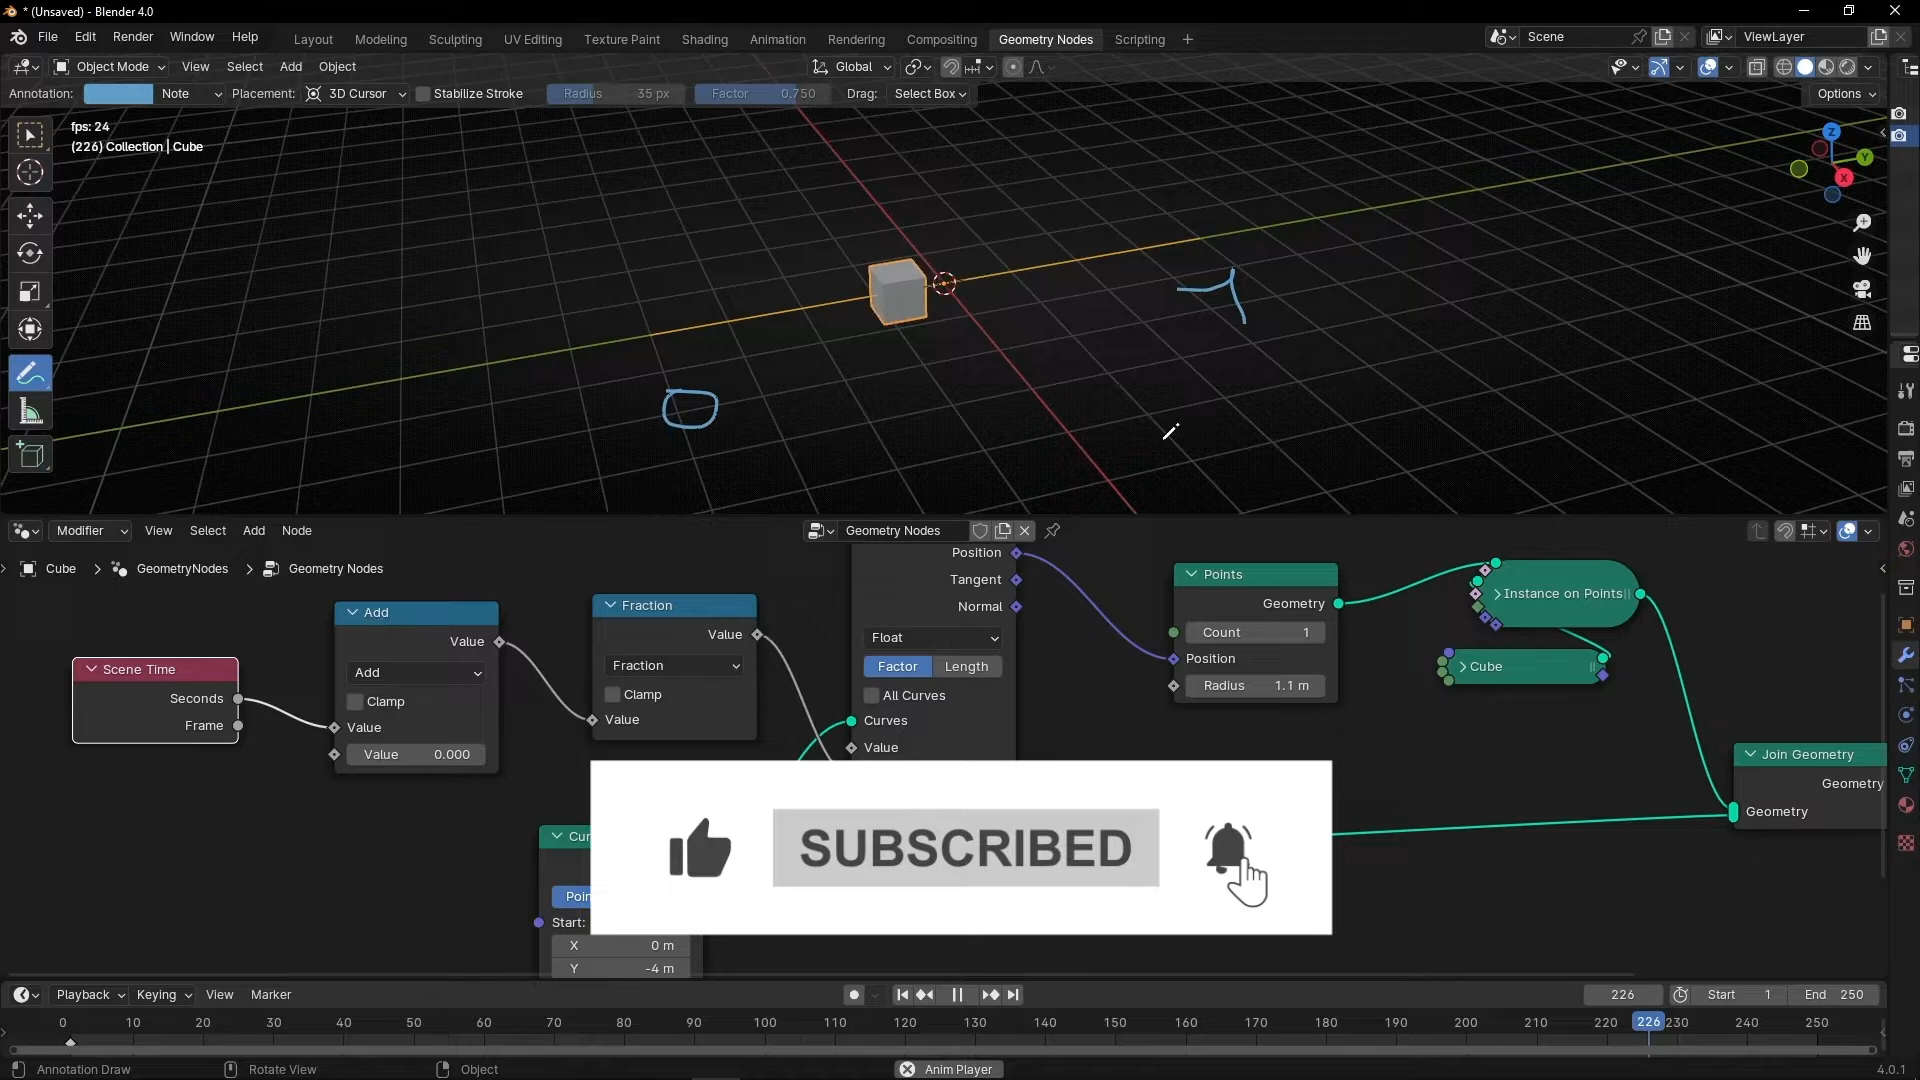 * (Unsaved) - Blender 4.0
File Edit Render Window Help Layout Modeling Sculpting UV Editing Texture Paint Shading Animation Rendering Compositing Geometry Nodes Scripting + Scene ViewLayer
Object Mode View Select Add Object Global
Annotation: Note Placement: 3D Cursor Stabilize Stroke Radius 35 px Factor 0.750 Drag: Select Box Options
fps: 24
(226) Collection | Cube
Z
Y
X
Modifier View Select Add Node Geometry Nodes
Cube > GeometryNodes > Geometry Nodes
Scene Time
Seconds
Frame
Add
Value
Add
Clamp
Value
Value 0.000
Fraction
Value
Fraction
Clamp
Value
Position
Tangent
Normal
Float
Factor Length
All Curves
Curves
Value
Points
Geometry
Count 1
Position
Radius 1.1 m
Instance on Points
Cube
Join Geometry
Geometry
Geometry
Cur
Poin
Start:
X 0 m
Y -4 m
SUBSCRIBED
Playback Keying View Marker 226 Start 1 End 250
0 10 20 30 40 50 60 70 80 90 100 110 120 130 140 150 160 170 180 190 200 210 220 226 230 240 250
Annotation Draw Rotate View Object Anim Player 4.0.1